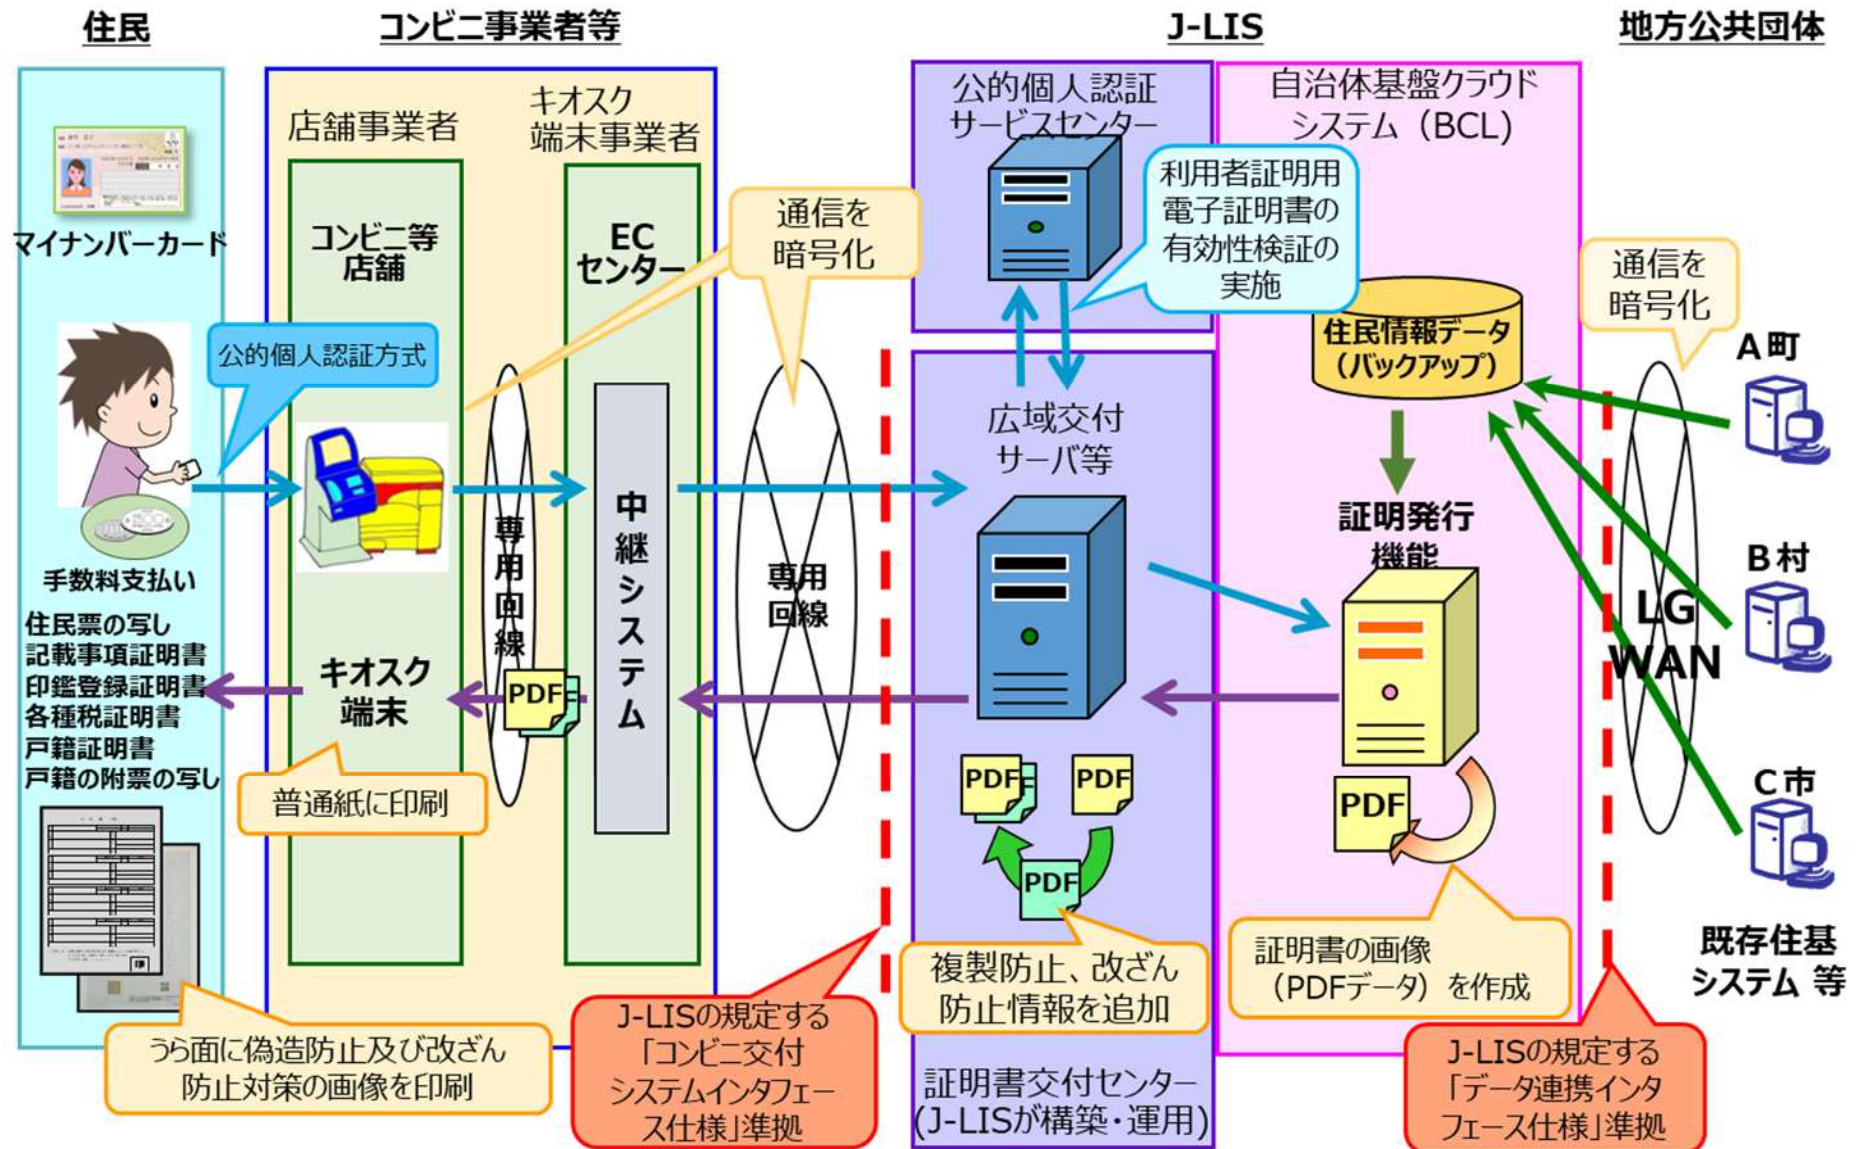 住民
コンビニ事業者等
J-LIS
地方公共団体
マイナンバーカード
公的個人認証方式
手数料支払い
住民票の写し
記載事項証明書
印鑑登録証明書
各種税証明書
戸籍証明書
戸籍の附票の写し
うら面に偽造防止及び改ざん
防止対策の画像を印刷
店舗事業者
コンビニ等
店舗
キオスク
端末
普通紙に印刷
専用回線
PDF
キオスク
端末事業者
EC
センター
中継システム
通信を
暗号化
専用
回線
J-LISの規定する
「コンビニ交付
システムインタフェー
ス仕様」準拠
公的個人認証
サービスセンター
利用者証明用
電子証明書の
有効性検証の
実施
広域交付
サーバ等
PDF
PDF
PDF
複製防止、改ざん
防止情報を追加
証明書交付センター
(J-LISが構築・運用)
自治体基盤クラウド
システム（BCL）
住民情報データ
（バックアップ）
証明発行
機能
PDF
証明書の画像
（PDFデータ）を作成
通信を
暗号化
LG
WAN
J-LISの規定する
「データ連携インタ
フェース仕様」準拠
A町
B村
C市
既存住基
システム 等